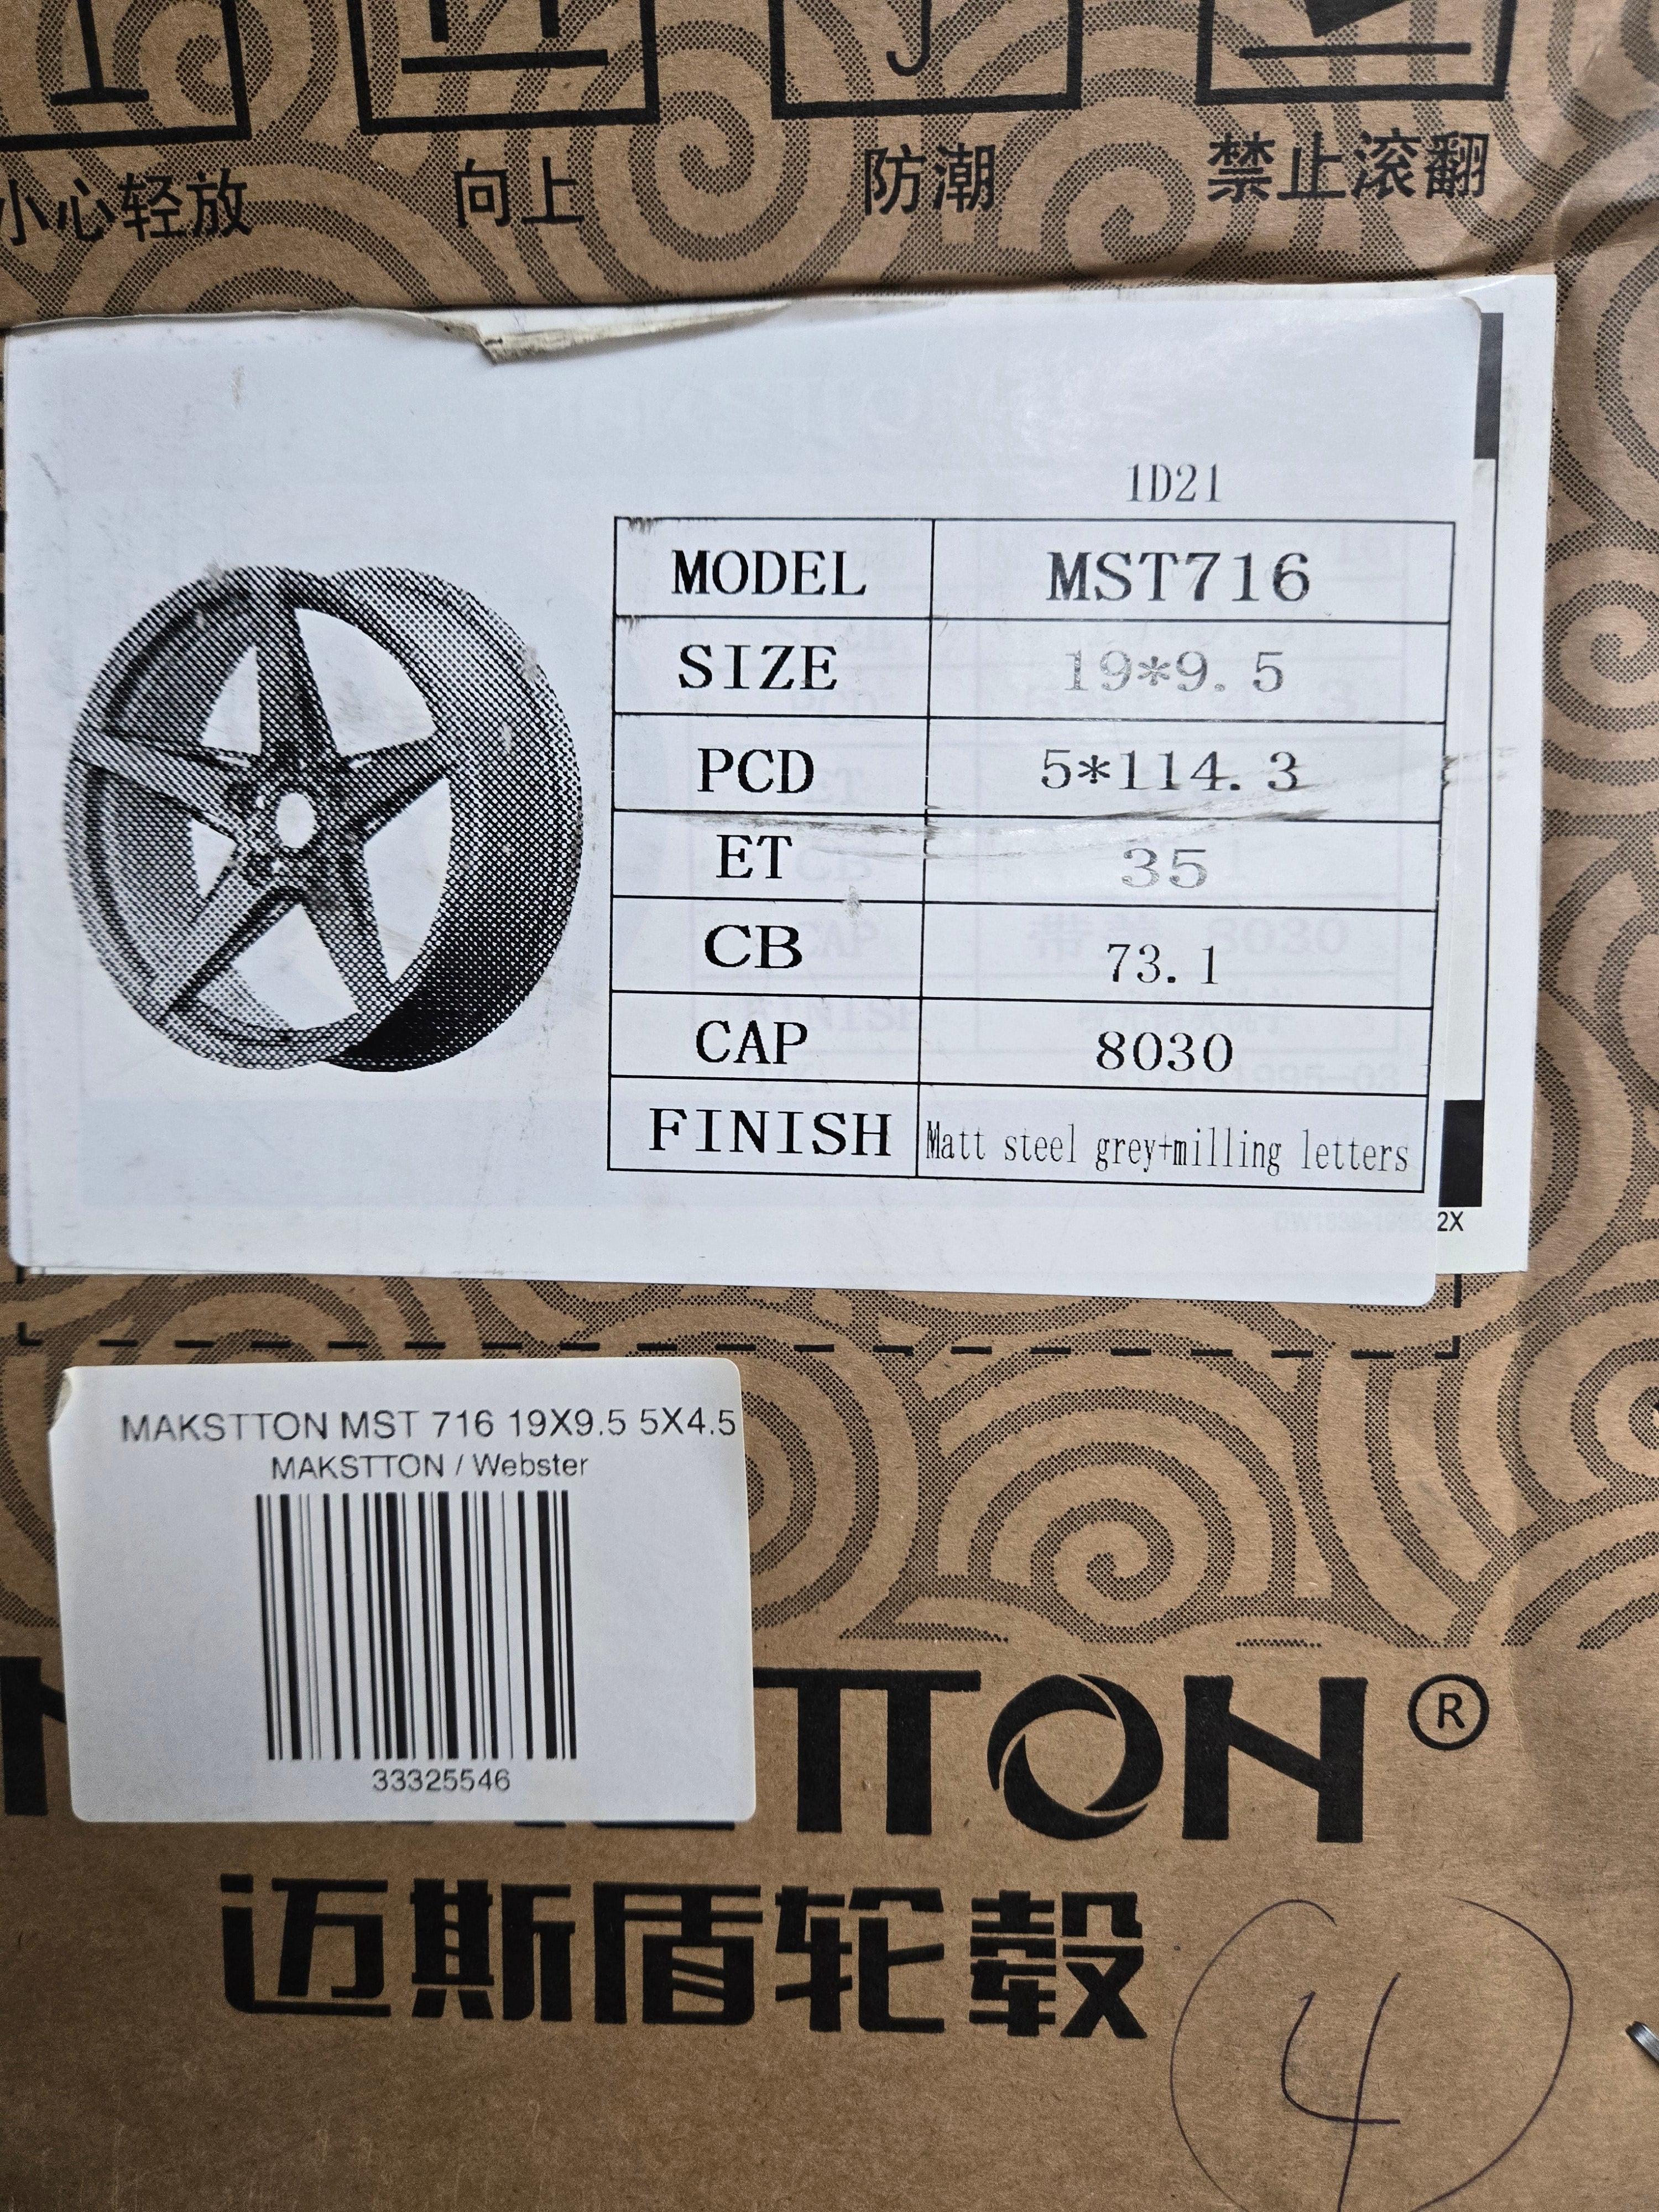 小心轻放 向上 防潮 禁止滚翻
1D21
MODEL MST716
SIZE 19*9.5
PCD 5*114.3
ET 35
CB 73.1
CAP 8030
FINISH Matt steel grey+milling letters
2X
MAKSTTON MST 716 19X9.5 5X4.5
MAKSTTON / Webster
33325546
TTON®
迈斯盾轮毂
4